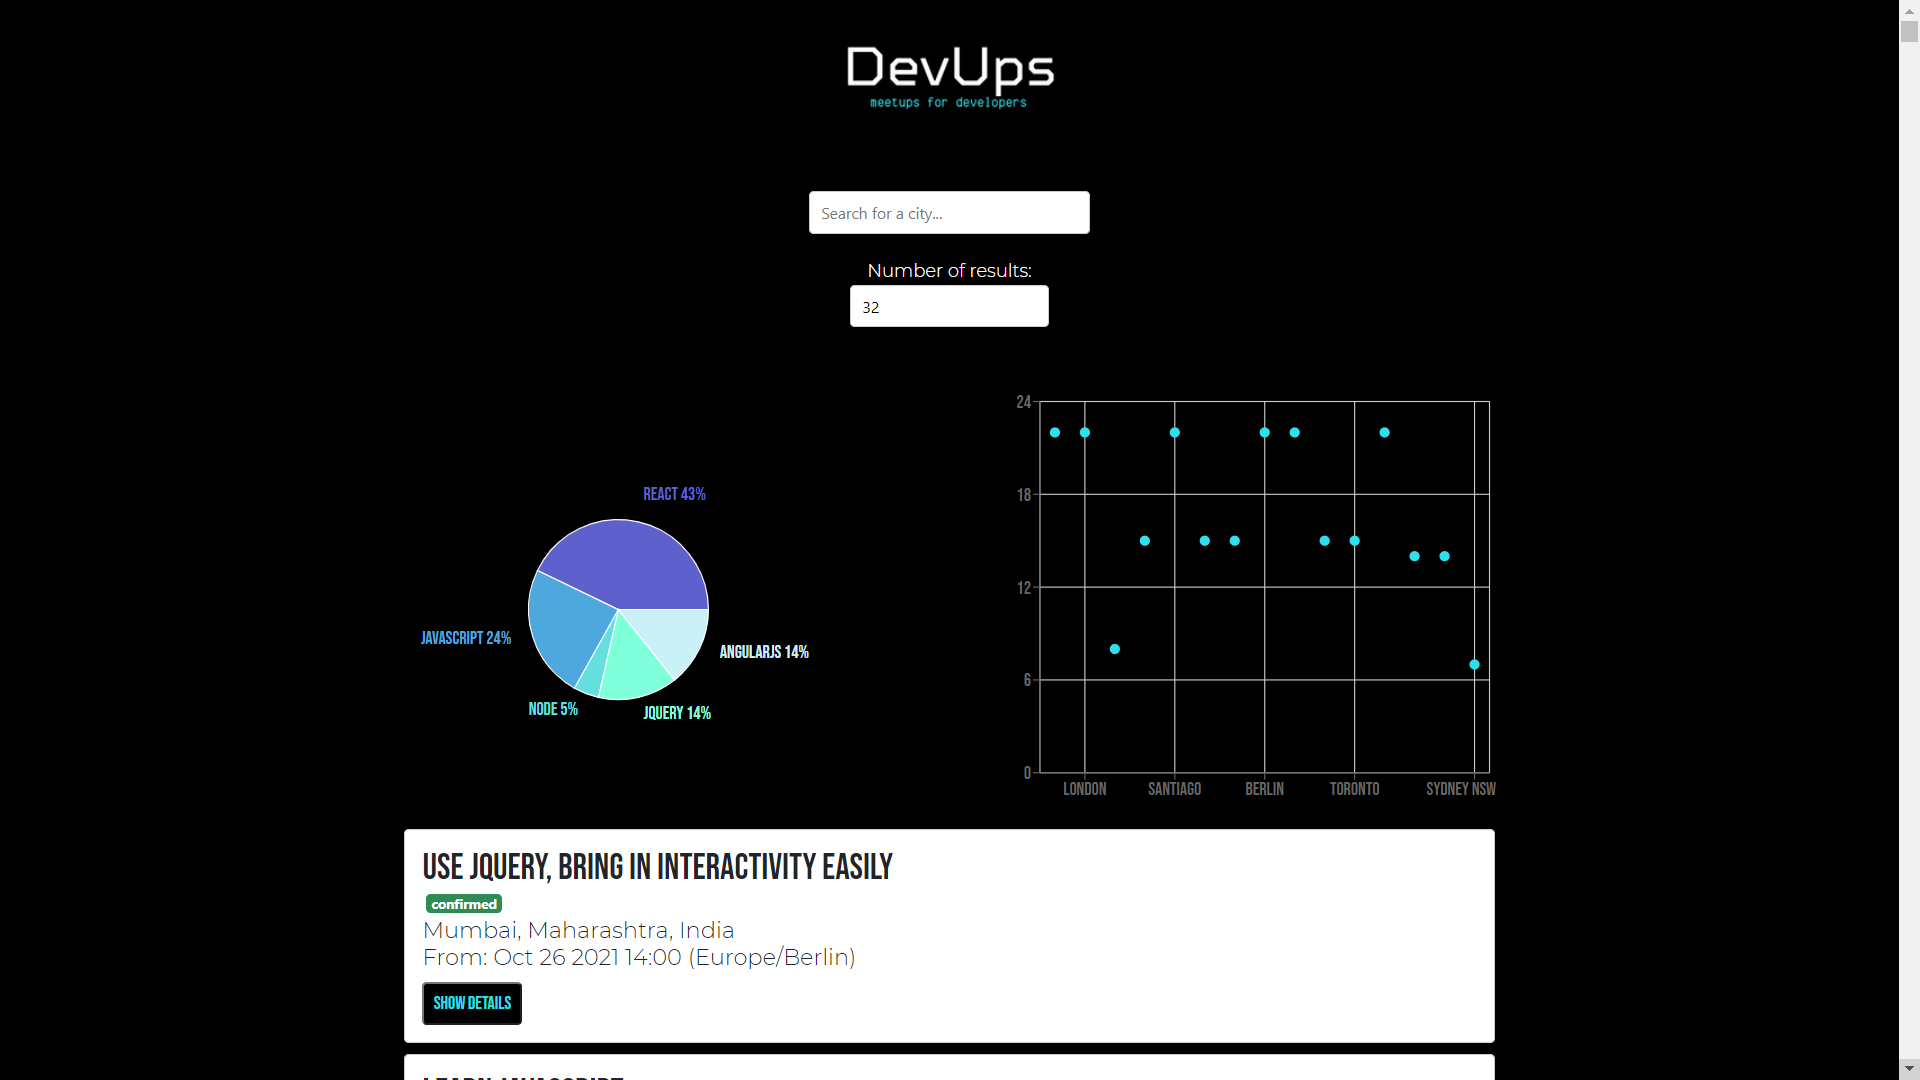 DevUps
meetups for developers
Search for a city...
Number of results:
32
REACT 43%
JAVASCRIPT 24%
ANGULARJS 14%
NODE 5%
JQUERY 14%
24
18
12
6
0
LONDON SANTIAGO BERLIN TORONTO SYDNEY NSW
USE JQUERY, BRING IN INTERACTIVITY EASILY
confirmed
Mumbai, Maharashtra, India
From: Oct 26 2021 14:00 (Europe/Berlin)
SHOW DETAILS
LEARN JAVASCRIPT